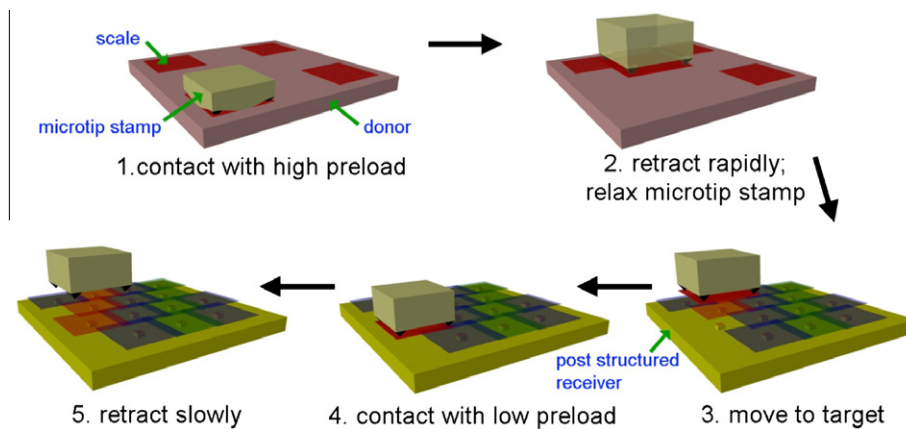 scale
microtip stamp
donor
1.contact with high preload
2. retract rapidly;
relax microtip stamp
post structured
receiver
5. retract slowly
4. contact with low preload
3. move to target